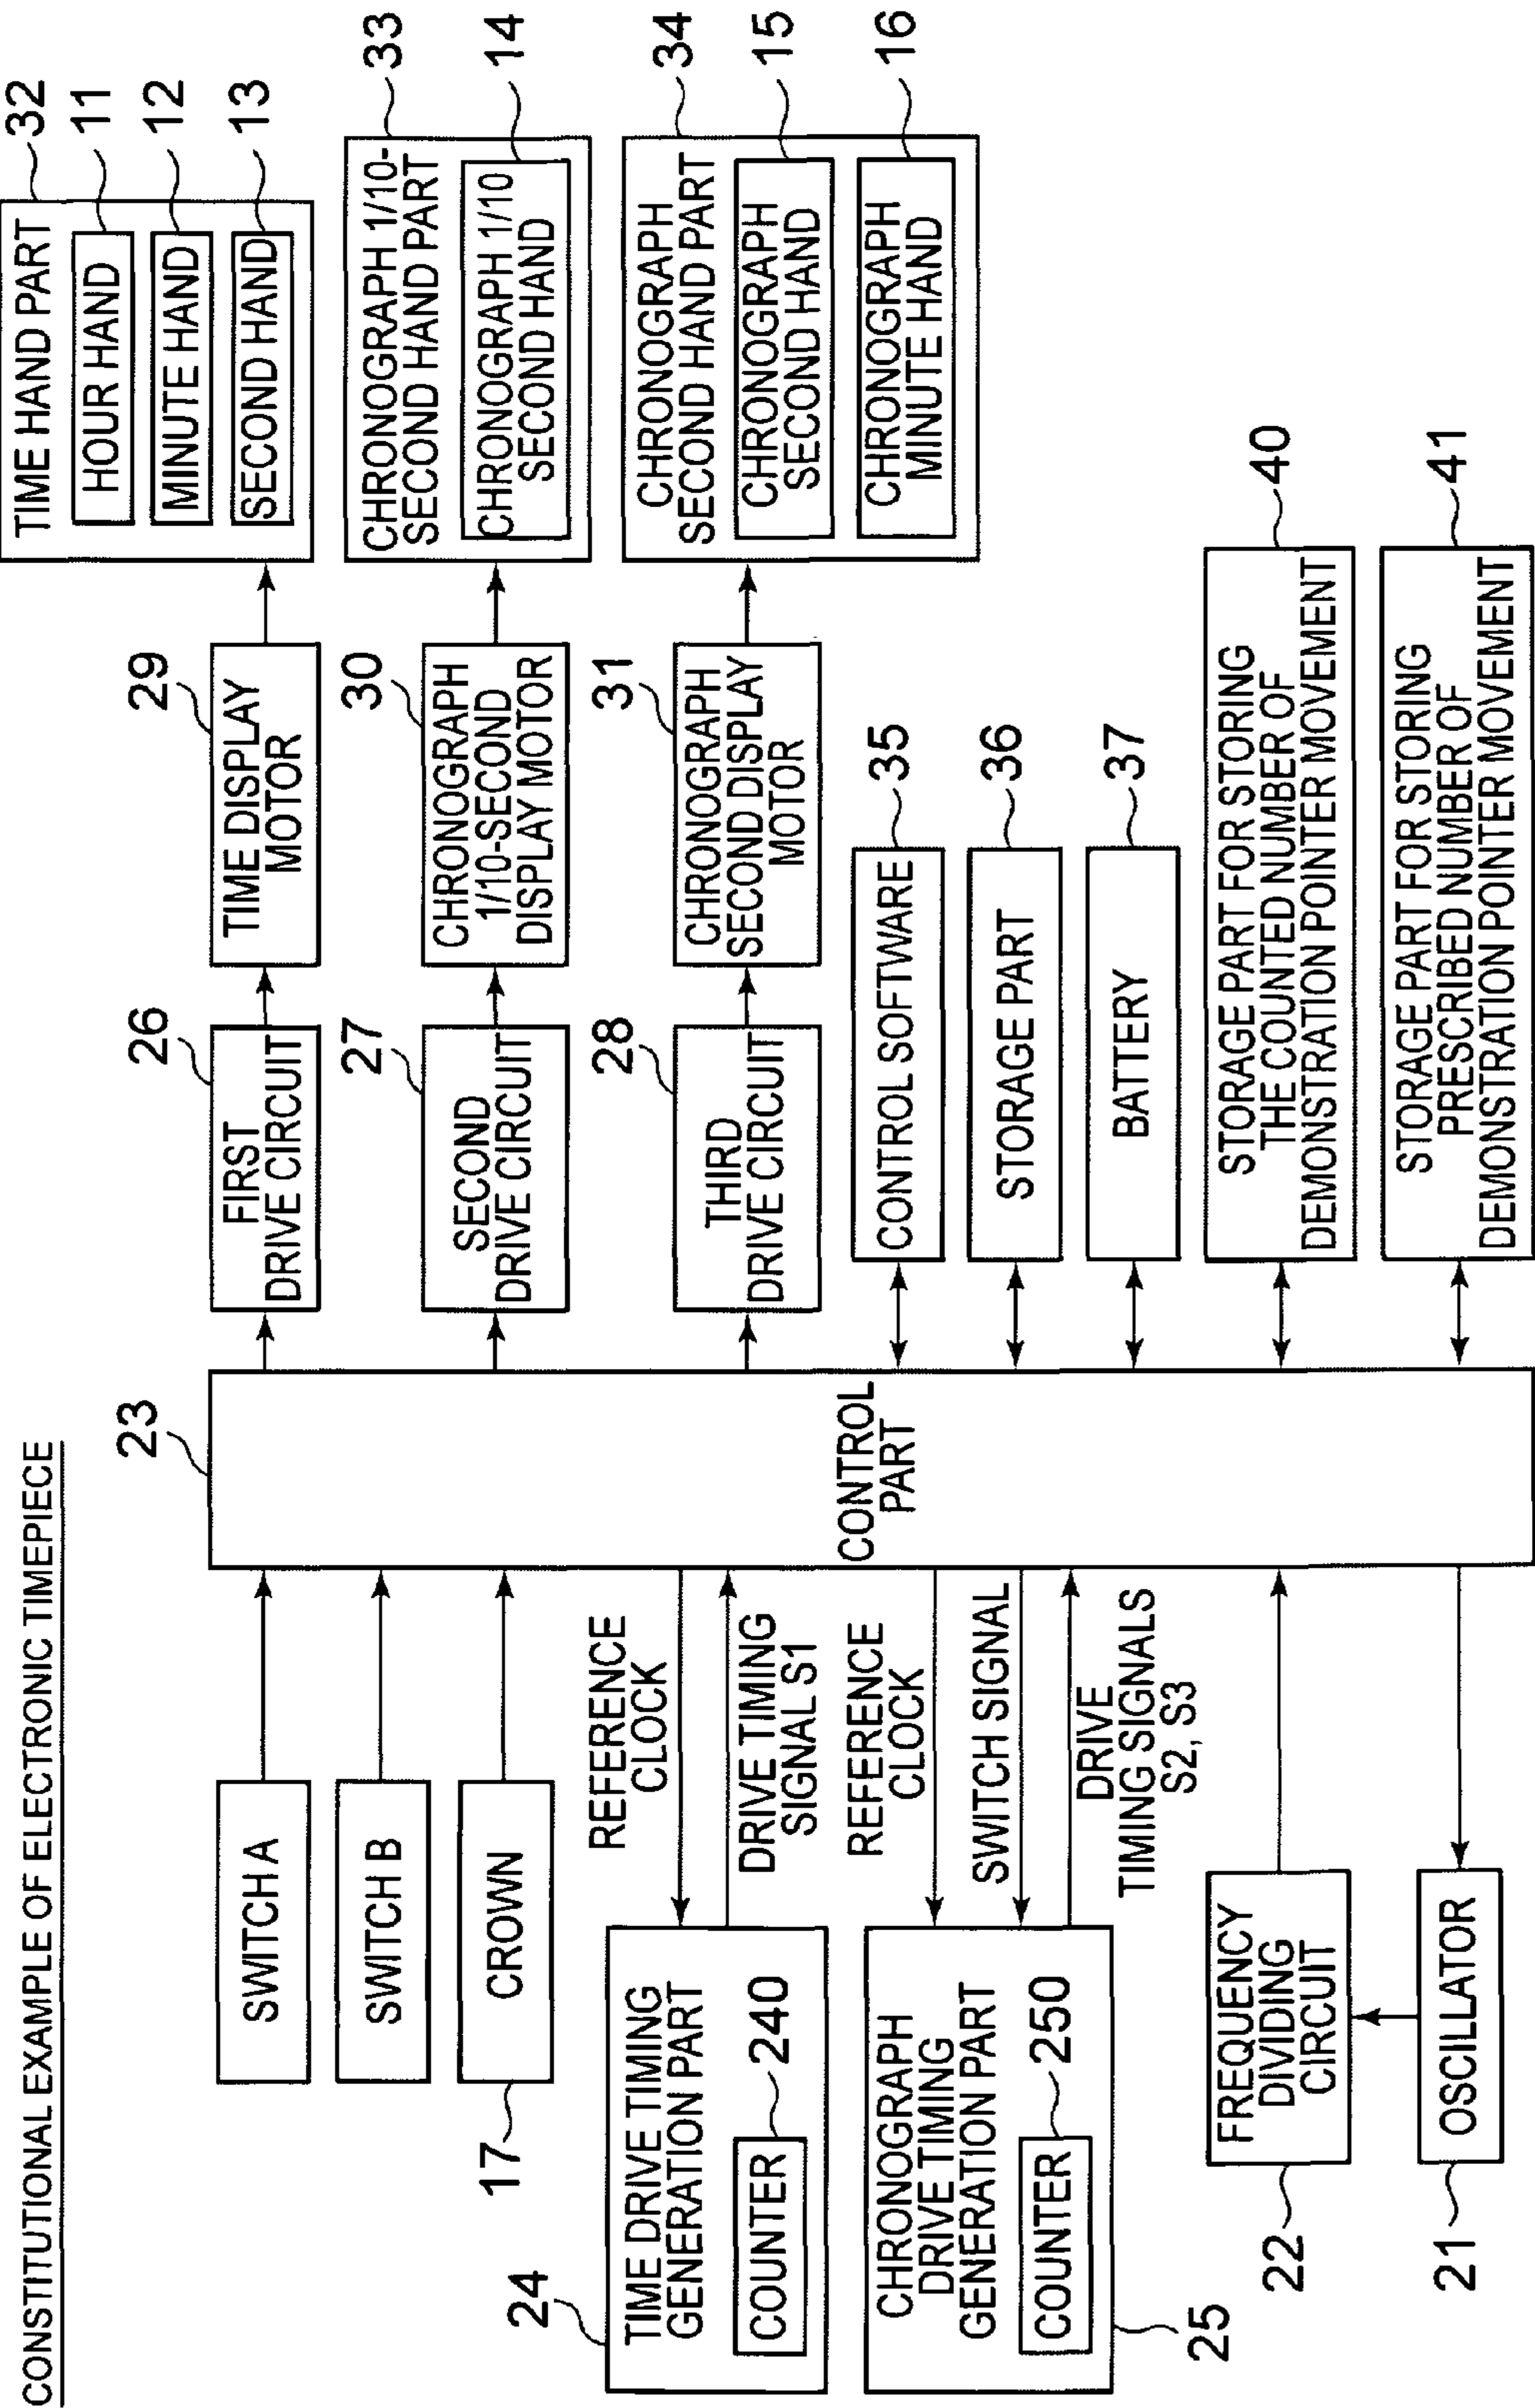 CONSTITUTIONAL EXAMPLE OF ELECTRONIC TIMEPIECE
SWITCH A
SWITCH B
CROWN
17
24
TIME DRIVE TIMING
GENERATION PART
COUNTER
240
REFERENCE
CLOCK
DRIVE TIMING
SIGNAL S1
CHRONOGRAPH
DRIVE TIMING
GENERATION PART
COUNTER
250
25
REFERENCE
CLOCK
SWITCH SIGNAL
DRIVE
TIMING SIGNALS
S2, S3
FREQUENCY
DIVIDING
CIRCUIT
22
OSCILLATOR
21
23
CONTROL
PART
26
FIRST
DRIVE CIRCUIT
27
SECOND
DRIVE CIRCUIT
28
THIRD
DRIVE CIRCUIT
29
TIME DISPLAY
MOTOR
30
CHRONOGRAPH
1/10-SECOND
DISPLAY MOTOR
31
CHRONOGRAPH
SECOND DISPLAY
MOTOR
TIME HAND PART
32
HOUR HAND
11
MINUTE HAND
12
SECOND HAND
13
CHRONOGRAPH 1/10-
SECOND HAND PART
33
CHRONOGRAPH 1/10
SECOND HAND
14
CHRONOGRAPH
SECOND HAND PART
34
CHRONOGRAPH
SECOND HAND
15
CHRONOGRAPH
MINUTE HAND
16
CONTROL SOFTWARE
35
STORAGE PART
36
BATTERY
37
STORAGE PART FOR STORING
THE COUNTED NUMBER OF
DEMONSTRATION POINTER MOVEMENT
40
STORAGE PART FOR STORING
PRESCRIBED NUMBER OF
DEMONSTRATION POINTER MOVEMENT
41